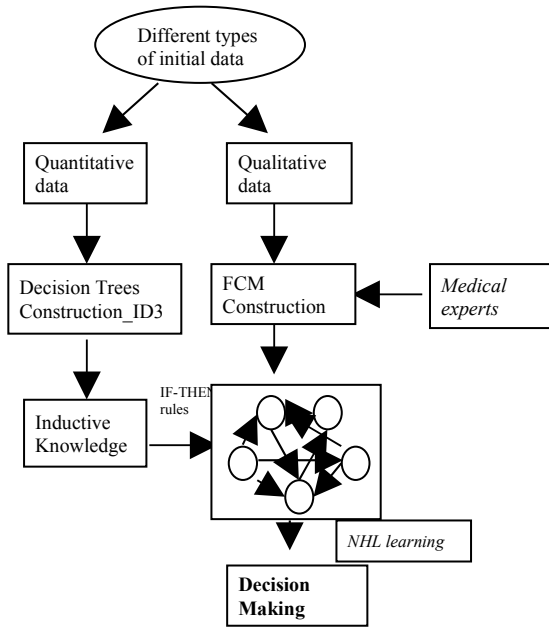 Different types
of initial data
Quantitative
data
Qualitative
data
Decision Trees
Construction_ID3
FCM
Construction
Medical
experts
Inductive
Knowledge
IF-THEN
rules
NHL learning
Decision
Making